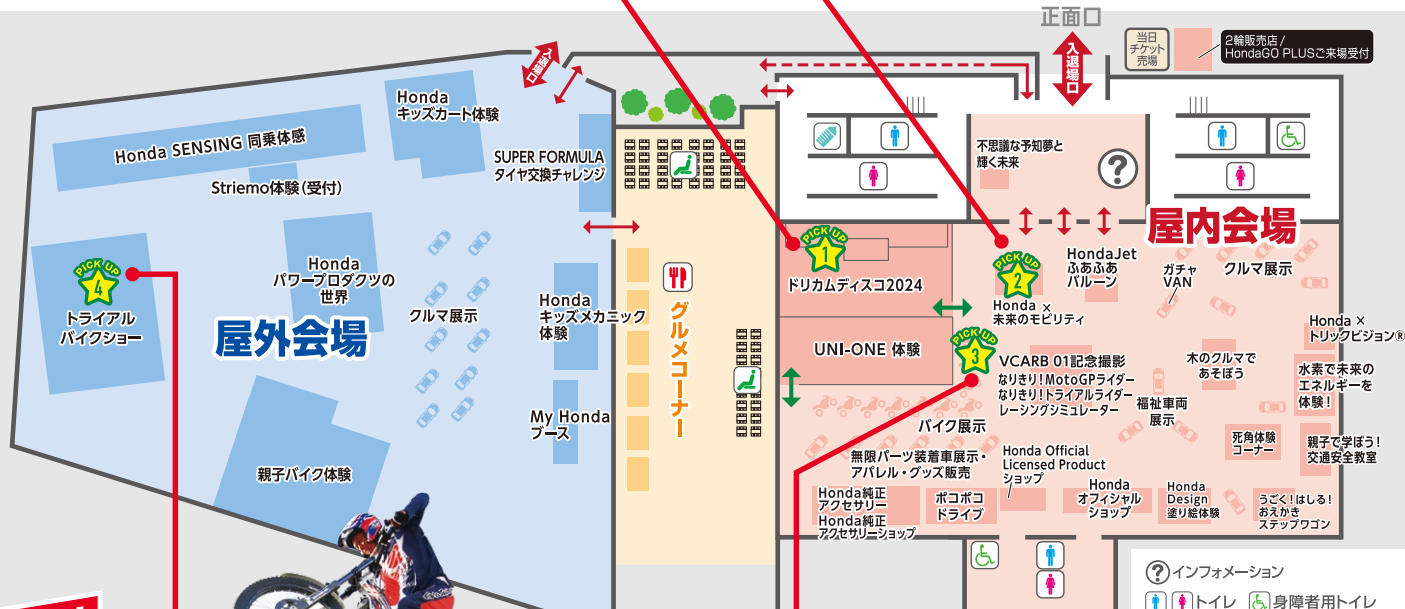 正面口
入退場口
当日
チケット
売場
2輪販売店/
HondaGO PLUSご来場受付
入退場口
Honda
キッズカート体験
Honda SENSING 同乗体感
Striemo体験(受付)
SUPER FORMULA
タイヤ交換チャレンジ
PICK UP
4
トライアル
バイクショー
Honda
パワープロダクツの
世界
クルマ展示
屋外会場
Honda
キッズメカニック
体験
My Honda
ブース
親子バイク体験
グルメコーナー
不思議な予知夢と
輝く未来
?
屋内会場
PICK UP
1
ドリカムディスコ2024
PICK UP
2
Honda ×
未来のモビリティ
HondaJet
ふあふあ
バルーン
ガチャ
VAN
クルマ展示
Honda ×
トリックビジョン®
UNI-ONE 体験
PICK UP
3
VCARB 01記念撮影
なりきり!MotoGPライダー
なりきり!トライアルライダー
レーシングシミュレーター
木のクルマで
あそぼう
水素で未来の
エネルギーを
体験!
福祉車両
展示
バイク展示
死角体験
コーナー
親子で学ぼう!
交通安全教室
無限パーツ装着車展示・
アパレル・グッズ販売
Honda Official
Licensed Product
ショップ
Honda純正
アクセサリー
Honda純正
アクセサリーショップ
ポコポコ
ドライブ
Honda
オフィシャル
ショップ
Honda
Design
塗り絵体験
うごく!はしる!
おえかき
ステップワゴン
?インフォメーション
トイレ 身障者用トイレ